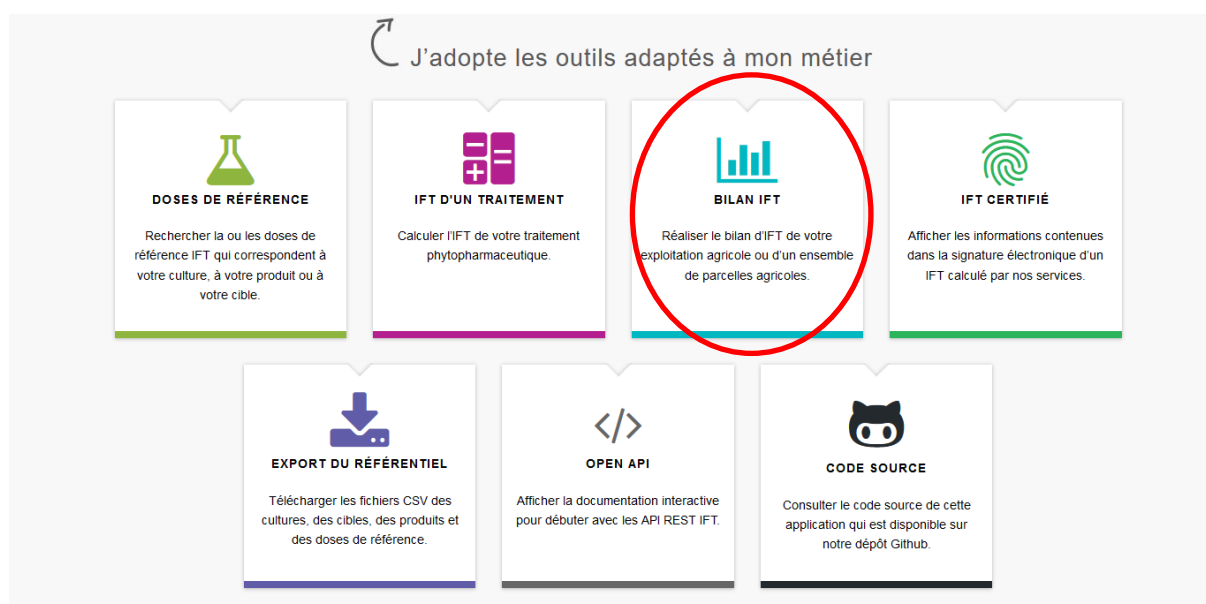 J'adopte les outils adaptés à mon métier
DOSES DE RÉFÉRENCE
Rechercher la ou les doses de
référence IFT qui correspondent à
votre culture, à votre produit ou à
votre cible.
IFT D'UN TRAITEMENT
Calculer l'IFT de votre traitement
phytopharmaceutique.
BILAN IFT
Réaliser le bilan d'IFT de votre
exploitation agricole ou d'un ensemble
de parcelles agricoles.
IFT CERTIFIÉ
Afficher les informations contenues
dans la signature électronique d'un
IFT calculé par nos services.
EXPORT DU RÉFÉRENTIEL
Télécharger les fichiers CSV des
cultures, des cibles, des produits et
des doses de référence.
OPEN API
Afficher la documentation interactive
pour débuter avec les API REST IFT.
CODE SOURCE
Consulter le code source de cette
application qui est disponible sur
notre dépôt Github.